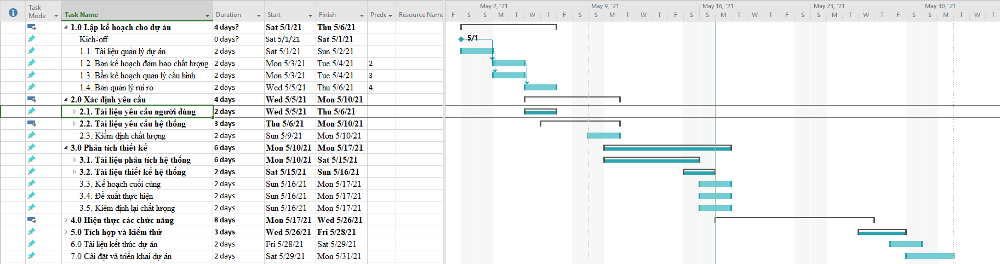 Task Mode Task Name Duration Start Finish Prede Resource Name
May 2, '21 May 9, '21 May 16, '21 May 23, '21 May 30, '21
F S S M T W T F S S M T W T F S S M T W T F S S M T W T F S S M T W T
1.0 Lập kế hoạch cho dự án 4 days? Sat 5/1/21 Thu 5/6/21
Kich-off 0 days? Sat 5/1/21 Sat 5/1/21 5/1
1.1. Tài liệu quản lý dự án 2 days Sat 5/1/21 Sun 5/2/21
1.2. Bản kế hoạch đảm bảo chất lượng 2 days Mon 5/3/21 Tue 5/4/21 2
1.3. Bẩn kế hoạch quản lý cấu hình 2 days Mon 5/3/21 Tue 5/4/21 3
1.4. Bản quản lý rủi ro 2 days Wed 5/5/21 Thu 5/6/21 4
2.0 Xác định yêu cầu 4 days Wed 5/5/21 Mon 5/10/21
2.1. Tài liệu yêu cầu người dùng 2 days Wed 5/5/21 Thu 5/6/21
2.2. Tài liệu yêu cầu hệ thống 3 days Thu 5/6/21 Mon 5/10/21
2.3. Kiểm định chất lượng 2 days Sun 5/9/21 Mon 5/10/21
3.0 Phân tích thiết kế 6 days Mon 5/10/21 Mon 5/17/21
3.1. Tài liệu phân tích hệ thống 6 days Mon 5/10/21 Sat 5/15/21
3.2. Tài liệu thiết kế hệ thống 2 days Sat 5/15/21 Sun 5/16/21
3.3. Kế hoạch cuối cùng 2 days Sun 5/16/21 Mon 5/17/21
3.4. Đề xuất thực hiện 2 days Sun 5/16/21 Mon 5/17/21
3.5. Kiểm định lại chất lượng 2 days Sun 5/16/21 Mon 5/17/21
4.0 Hiện thực các chức năng 8 days Mon 5/17/21 Wed 5/26/21
5.0 Tích hợp và kiểm thử 3 days Wed 5/26/21 Fri 5/28/21
6.0 Tài liệu kết thúc dự án 2 days Fri 5/28/21 Sat 5/29/21
7.0 Cài đặt và triển khai dự án 2 days Sat 5/29/21 Mon 5/31/21